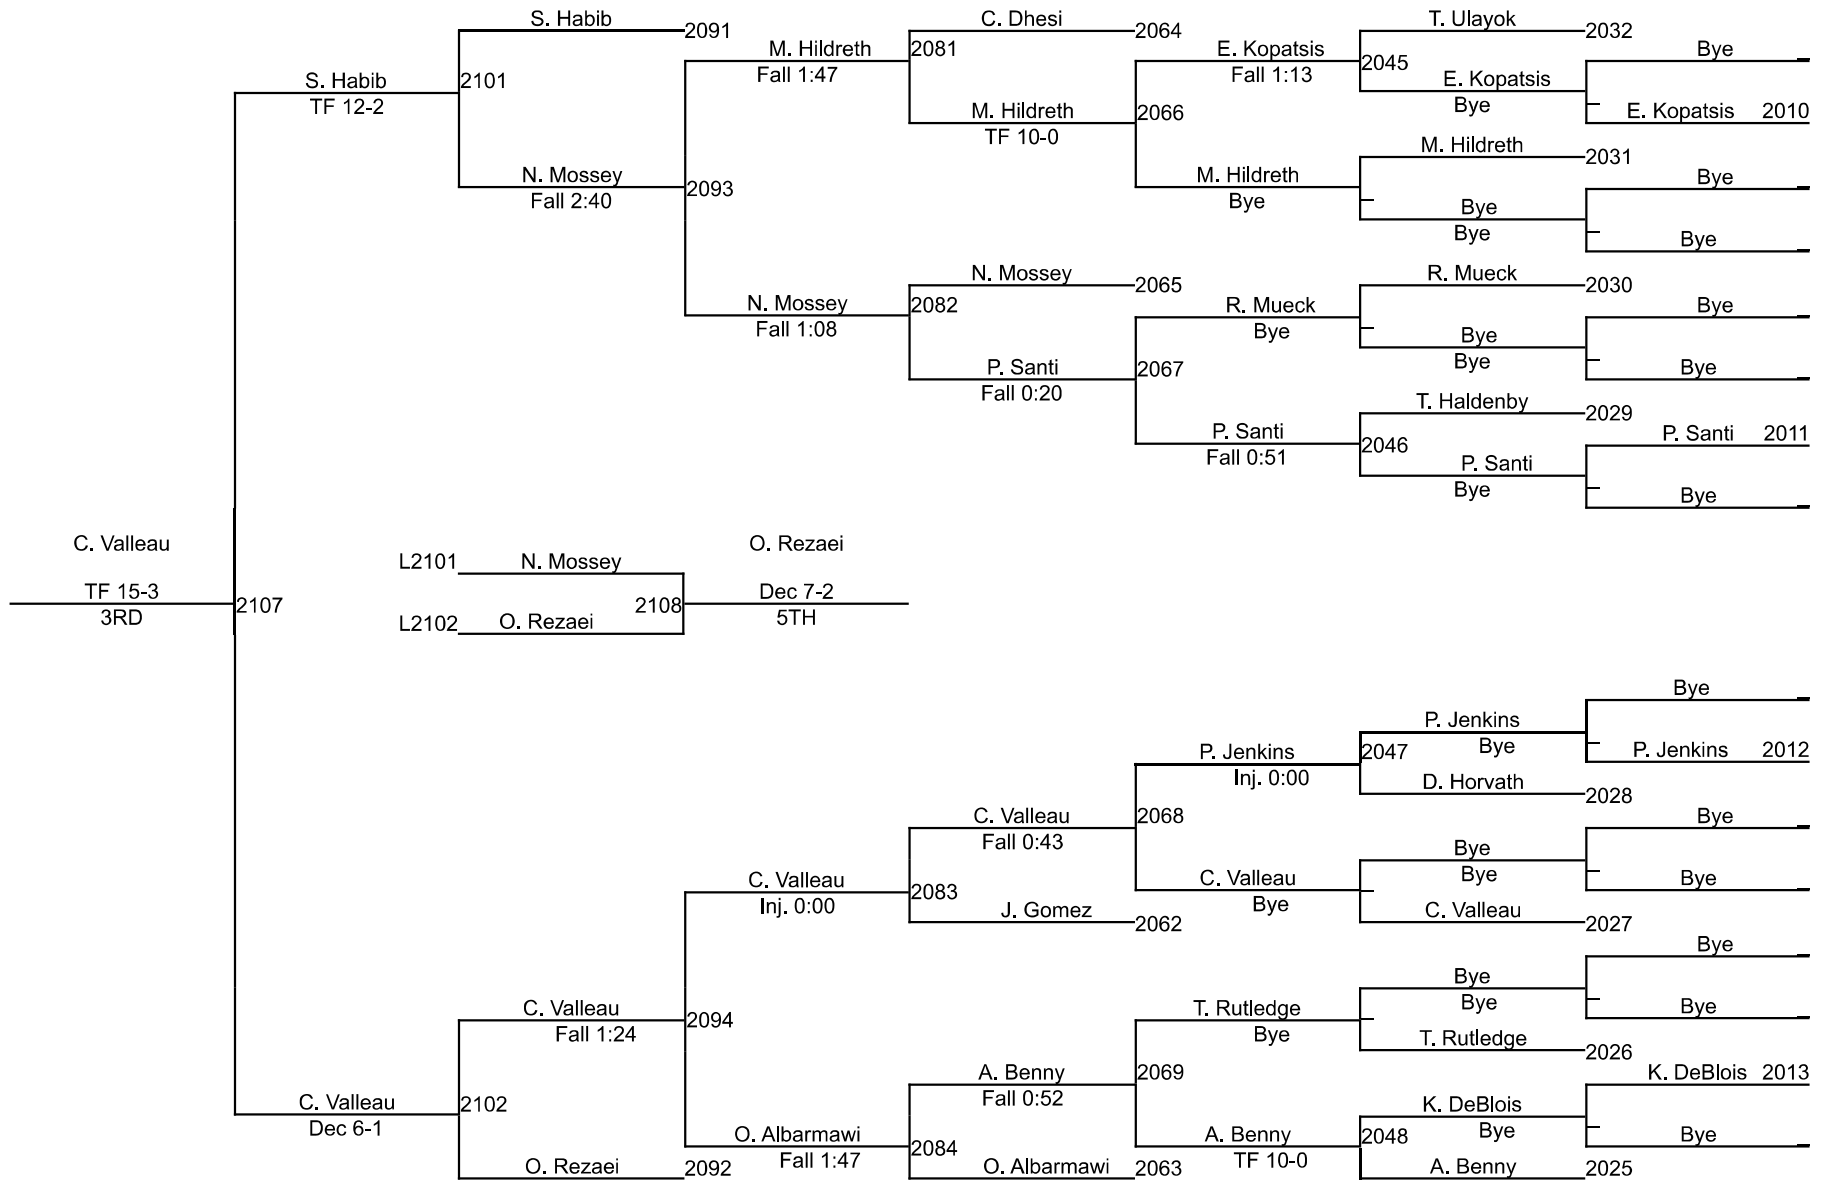 S. Habib
2091
C. Dhesi
2064
T. Ulayok
2032
M. Hildreth
Fall 1:47
2081
E. Kopatsis
Fall 1:13
2045
Bye
S. Habib
TF 12-2
2101
E. Kopatsis
Bye
M. Hildreth
TF 10-0
2066
E. Kopatsis 2010
N. Mossey
Fall 2:40
2093
M. Hildreth
Bye
M. Hildreth
2031
Bye
Bye
Bye
Bye
N. Mossey
2065
R. Mueck
2030
N. Mossey
Fall 1:08
2082
R. Mueck
Bye
Bye
Bye
Bye
P. Santi
Fall 0:20
2067
Bye
T. Haldenby
2029
P. Santi
Fall 0:51
2046
P. Santi 2011
P. Santi
Bye
Bye
C. Valleau
TF 15-3
3RD
2107
L2101
N. Mossey
O. Rezaei
2108
Dec 7-2
5TH
L2102
O. Rezaei
Bye
P. Jenkins
Bye
P. Jenkins
Inj. 0:00
2047
P. Jenkins 2012
D. Horvath
2028
C. Valleau
Fall 0:43
2068
Bye
Bye
Bye
C. Valleau
Inj. 0:00
2083
C. Valleau
Bye
Bye
J. Gomez
2062
C. Valleau
2027
Bye
Bye
Bye
C. Valleau
Fall 1:24
2094
T. Rutledge
Bye
Bye
T. Rutledge
2026
A. Benny
Fall 0:52
2069
K. DeBlois 2013
C. Valleau
Dec 6-1
2102
K. DeBlois
Bye
O. Albarmawi
Fall 1:47
2084
A. Benny
TF 10-0
2048
Bye
O. Rezaei
2092
O. Albarmawi
2063
A. Benny
2025